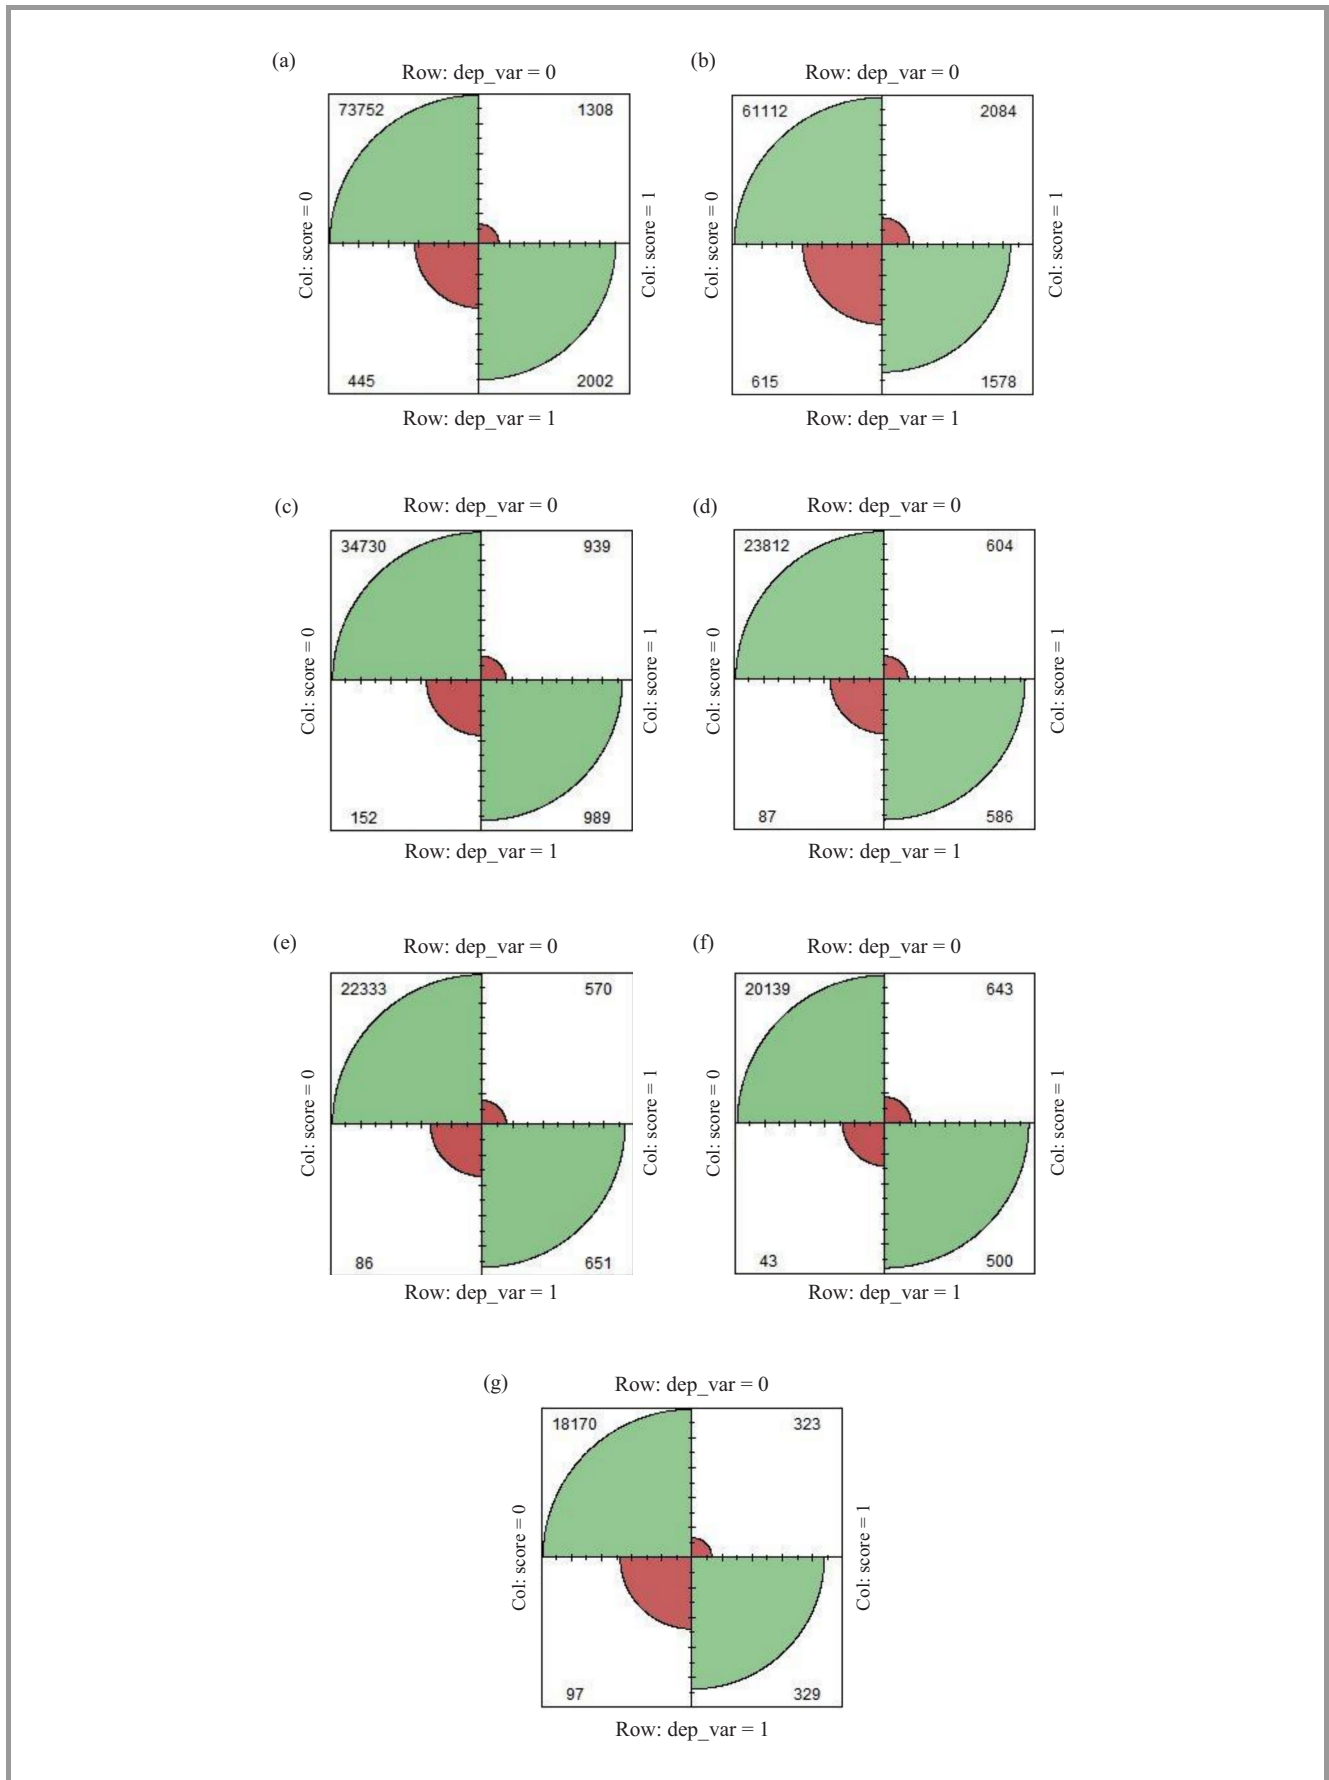 (a)
Row: dep_var = 0
73752 1308
Col: score = 0
Col: score = 1
445 2002
Row: dep_var = 1
(b)
Row: dep_var = 0
61112 2084
Col: score = 0
Col: score = 1
615 1578
Row: dep_var = 1
(c)
Row: dep_var = 0
34730 939
Col: score = 0
Col: score = 1
152 989
Row: dep_var = 1
(d)
Row: dep_var = 0
23812 604
Col: score = 0
Col: score = 1
87 586
Row: dep_var = 1
(e)
Row: dep_var = 0
22333 570
Col: score = 0
Col: score = 1
86 651
Row: dep_var = 1
(f)
Row: dep_var = 0
20139 643
Col: score = 0
Col: score = 1
43 500
Row: dep_var = 1
(g)
Row: dep_var = 0
18170 323
Col: score = 0
Col: score = 1
97 329
Row: dep_var = 1